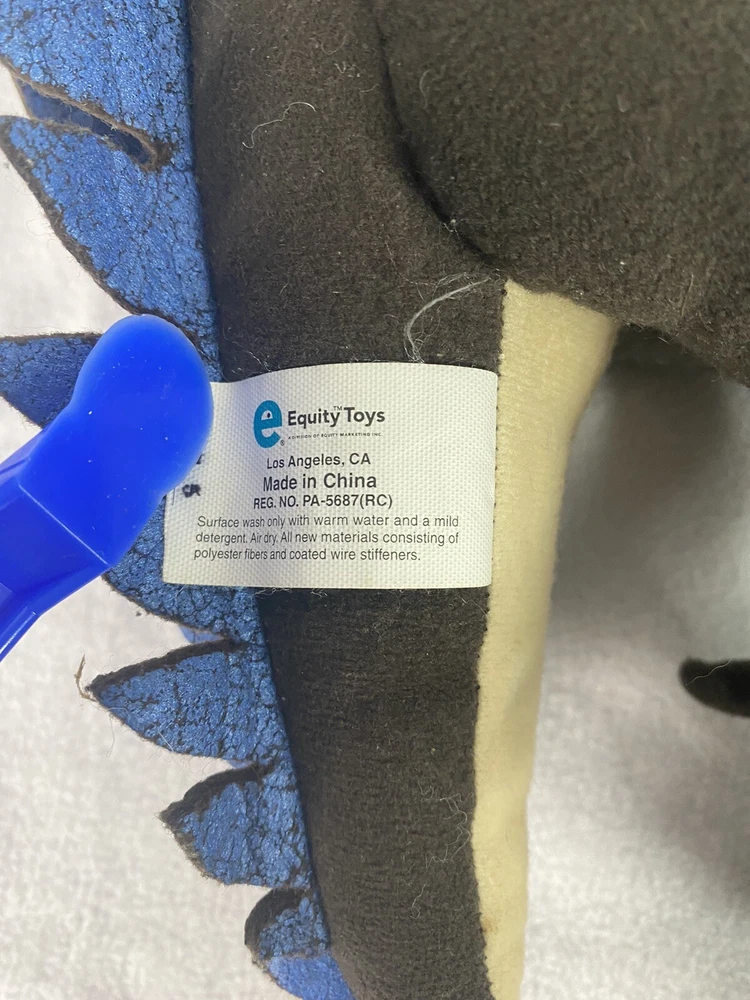 e Equity™Toys
®
A DIVISION OF EQUITY MARKETING INC.
Los Angeles, CA
Made in China
REG. NO. PA-5687(RC)
Surface wash only with warm water and a mild
detergent. Air dry. All new materials consisting of
polyester fibers and coated wire stiffeners.